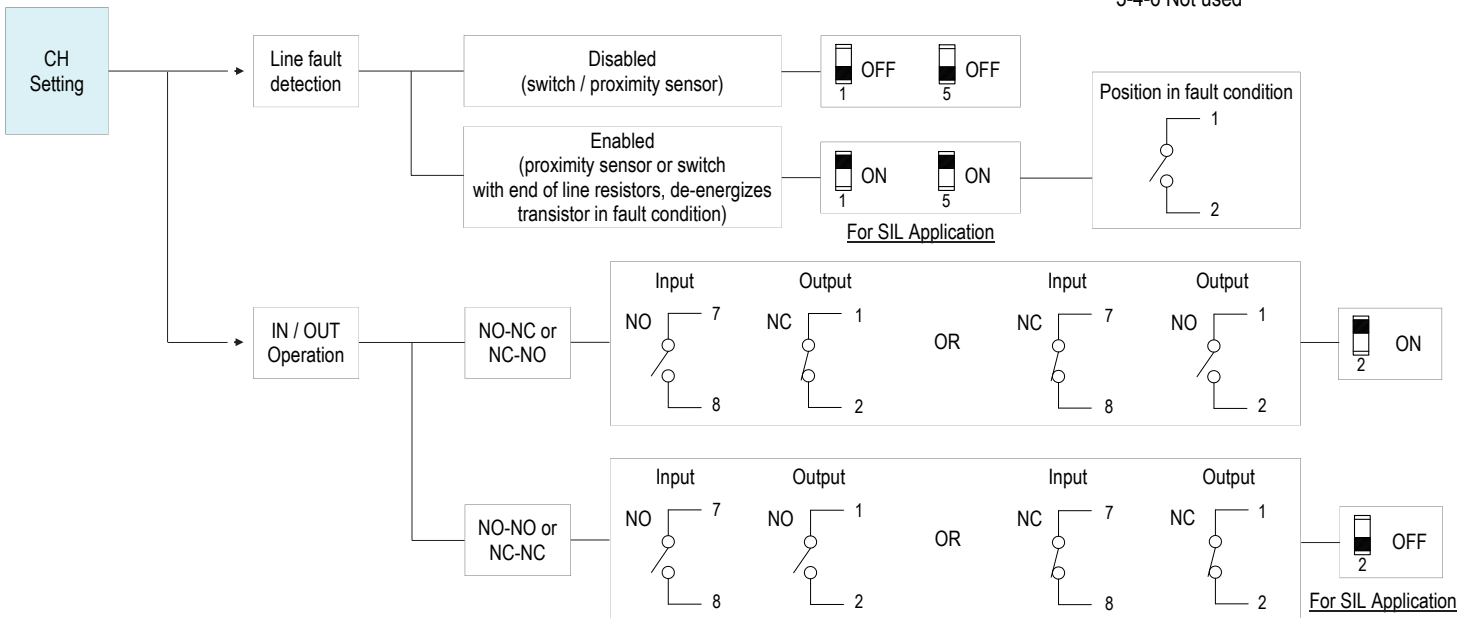 CH
Setting
Line fault
detection
Disabled
(switch / proximity sensor)
OFF
1
OFF
5
Enabled
(proximity sensor or switch
with end of line resistors, de-energizes
transistor in fault condition)
ON
1
ON
5
For SIL Application
Position in fault condition
1
2
IN / OUT
Operation
NO-NC or
NC-NO
Input
NO
7
8
Output
NC
1
2
OR
Input
NC
7
8
Output
NO
1
2
ON
2
NO-NO or
NC-NC
Input
NO
7
8
Output
NO
1
2
OR
Input
NC
7
8
Output
NC
1
2
OFF
2
For SIL Application